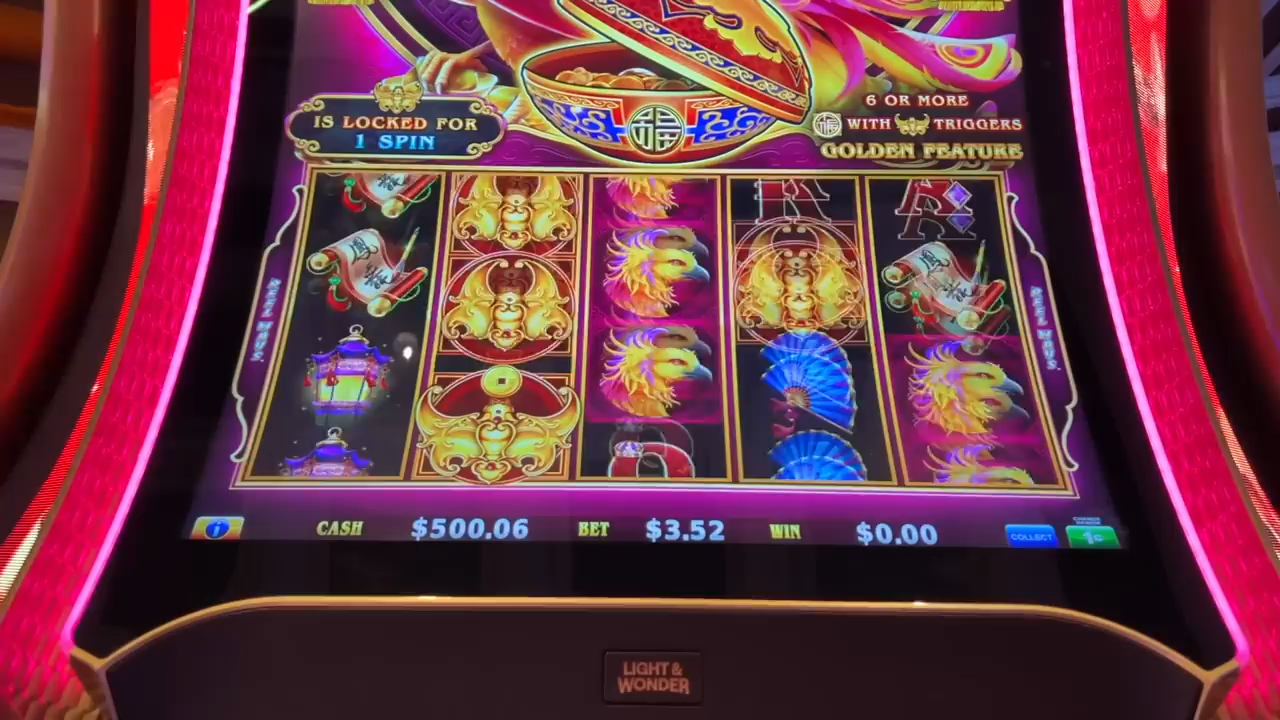 IS LOCKED FOR
1 SPIN
6 OR MORE
WITH TRIGGERS
GOLDEN FEATURE
K
REEL WAYS
REEL WAYS
CASH $500.06 BET $3.52 WIN $0.00
COLLECT
1¢
LIGHT &
WONDER